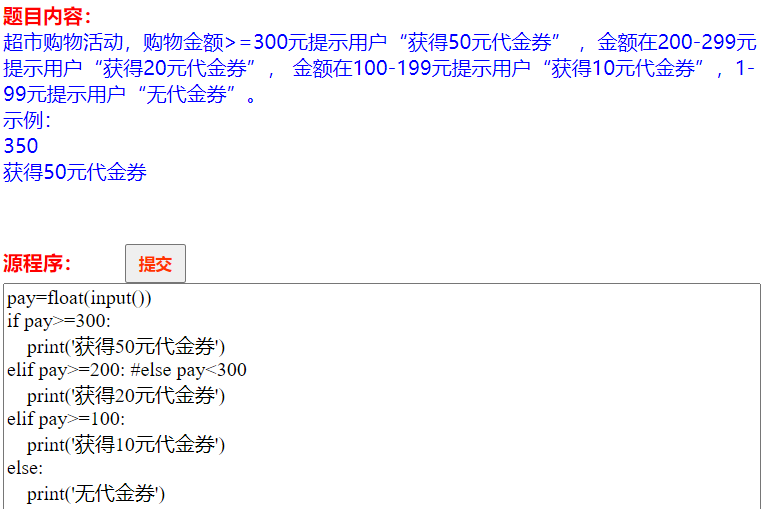 题目内容：
超市购物活动，购物金额>=300元提示用户“获得50元代金券” ，金额在200-299元
提示用户“获得20元代金券”， 金额在100-199元提示用户“获得10元代金券”，1-
99元提示用户“无代金券”。
示例：
350
获得50元代金券
源程序： 提交
pay=float(input())
if pay>=300:
    print('获得50元代金券')
elif pay>=200: #else pay<300
    print('获得20元代金券')
elif pay>=100:
    print('获得10元代金券')
else:
    print('无代金券')